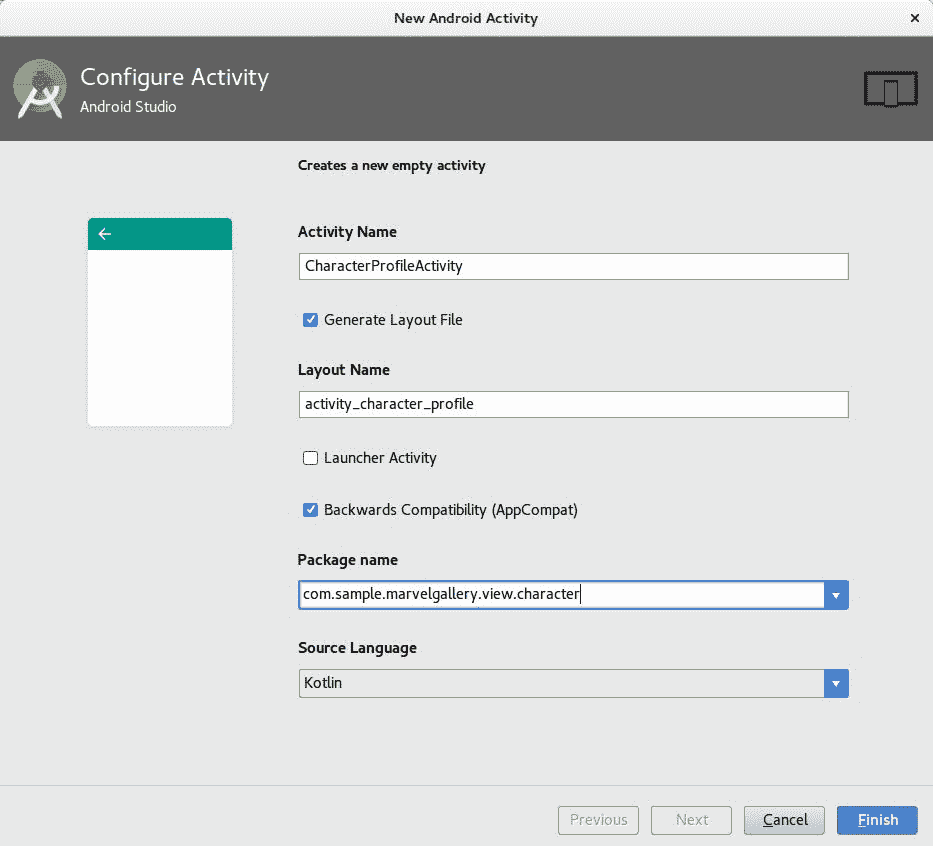 New Android Activity
Configure Activity
Android Studio
Creates a new empty activity
Activity Name
CharacterProfileActivity
Generate Layout File
Layout Name
activity_character_profile
Launcher Activity
Backwards Compatibility (AppCompat)
Package name
com.sample.marvelgallery.view.character
Source Language
Kotlin
Previous Next Cancel Finish